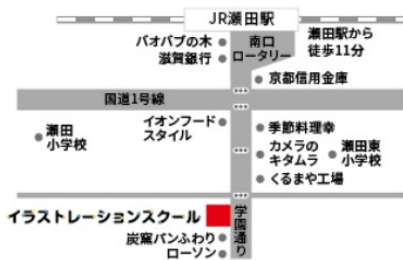 JR瀬田駅
バオバブの木
滋賀銀行
南口
ロータリー
瀬田駅から
徒歩11分
京都信用金庫
国道1号線
瀬田
小学校
イオンフード
スタイル
季節料理幸
カメラの
キタムラ
瀬田東
小学校
くるまや工場
イラストレーションスクール
学園通り
炭窯パンふわり
ローソン